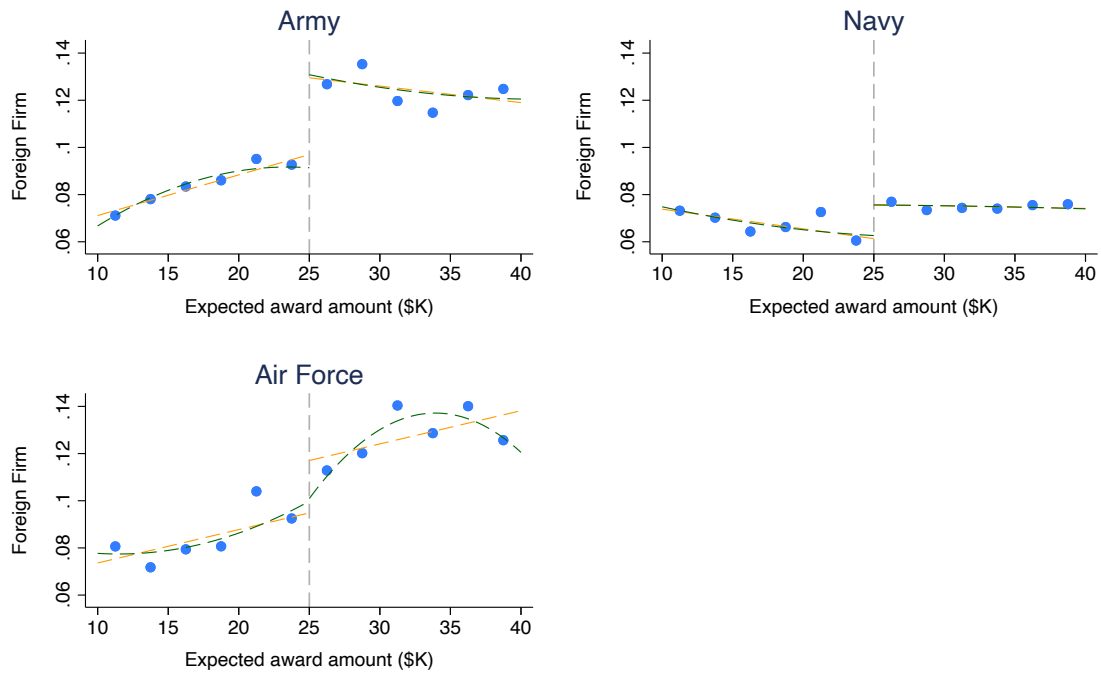 Army
.14
.12
.1
.08
.06
Foreign Firm
10 15 20 25 30 35 40
Expected award amount ($K)
Navy
.14
.12
.1
.08
.06
Foreign Firm
10 15 20 25 30 35 40
Expected award amount ($K)
Air Force
.14
.12
.1
.08
.06
Foreign Firm
10 15 20 25 30 35 40
Expected award amount ($K)